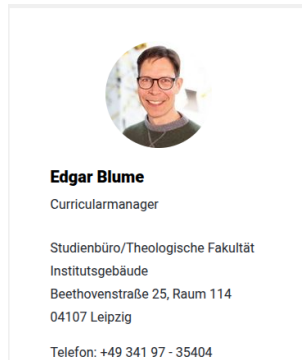 Edgar Blume
Curricularmanager
Studienbüro/Theologische Fakultät
Institutsgebäude
Beethovenstraße 25, Raum 114
04107 Leipzig
Telefon: +49 341 97 - 35404